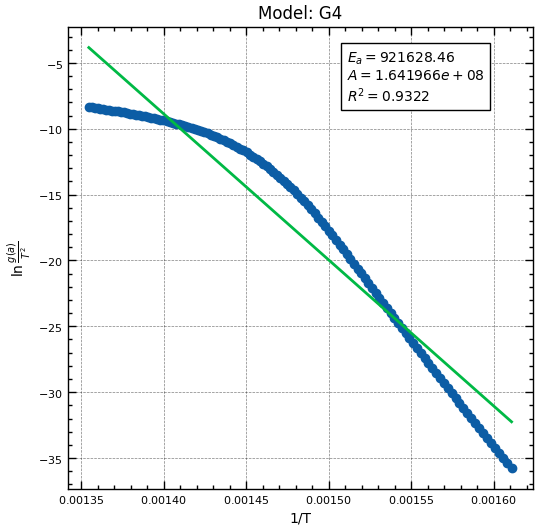 Model: G4
E_a = 921628.46
A = 1.641966e + 08
R^2 = 0.9322
−5
−10
−15
−20
−25
−30
−35
ln g(a)/T^2
0.00135 0.00140 0.00145 0.00150 0.00155 0.00160
1/T